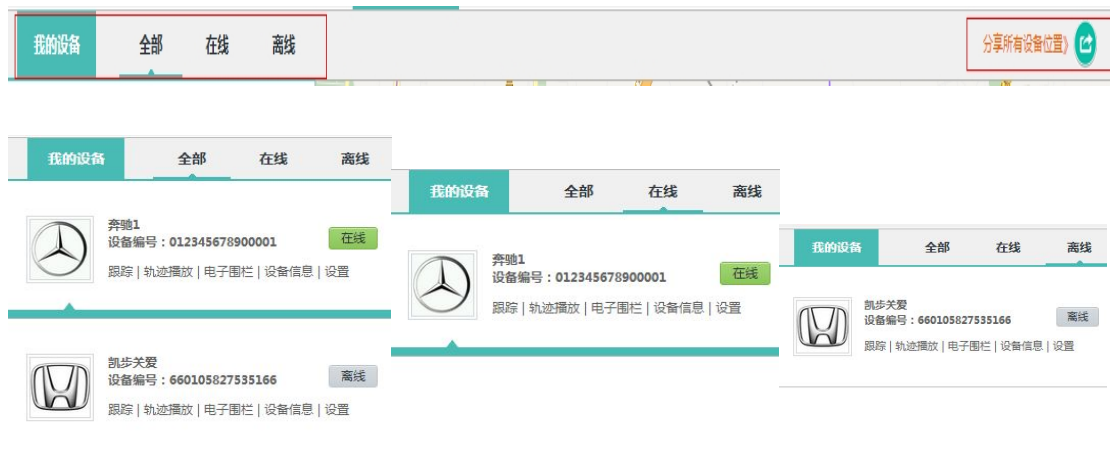 我的设备 全部 在线 离线 分享所有设备位置》
我的设备 全部 在线 离线
奔驰1
设备编号：012345678900001 在线
跟踪 | 轨迹播放 | 电子围栏 | 设备信息 | 设置
凯步关爱
设备编号：660105827535166 离线
跟踪 | 轨迹播放 | 电子围栏 | 设备信息 | 设置
我的设备 全部 在线 离线
奔驰1
设备编号：012345678900001 在线
跟踪 | 轨迹播放 | 电子围栏 | 设备信息 | 设置
我的设备 全部 在线 离线
凯步关爱
设备编号：660105827535166 离线
跟踪 | 轨迹播放 | 电子围栏 | 设备信息 | 设置